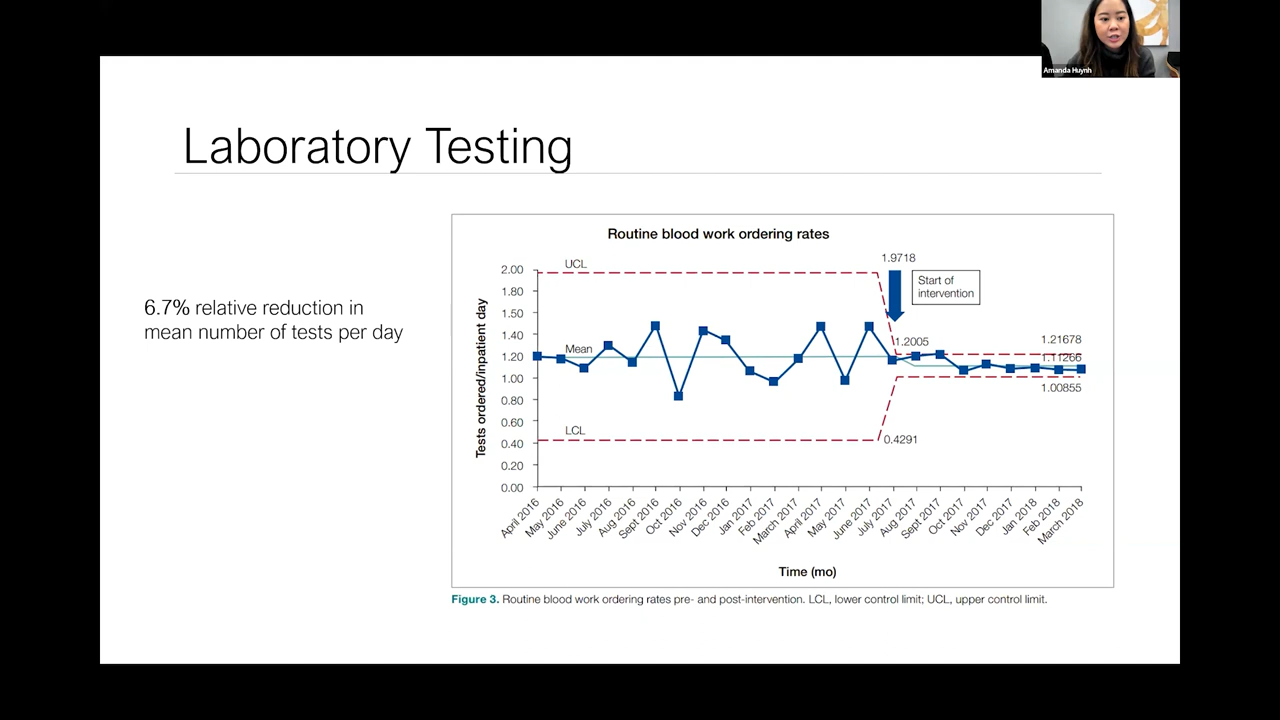 Amanda Huynh
Laboratory Testing
6.7% relative reduction in
mean number of tests per day
Routine blood work ordering rates
Tests ordered/inpatient day
2.00
1.80
1.50
1.40
1.20
1.00
0.80
0.60
0.40
0.20
0.00
UCL
Mean
LCL
1.9718
Start of
intervention
1.2005
0.4291
1.21678
1.11266
1.00855
April 2016
May 2016
June 2016
July 2016
Aug 2016
Sept 2016
Oct 2016
Nov 2016
Dec 2016
Jan 2017
Feb 2017
March 2017
April 2017
May 2017
June 2017
July 2017
Aug 2017
Sept 2017
Oct 2017
Nov 2017
Dec 2017
Jan 2018
Feb 2018
March 2018
Time (mo)
Figure 3. Routine blood work ordering rates pre- and post-intervention. LCL, lower control limit; UCL, upper control limit.